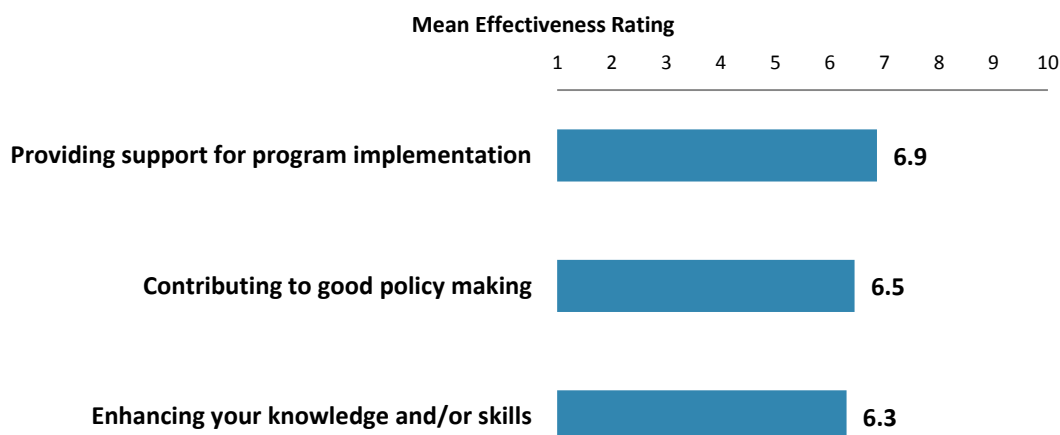 Mean Effectiveness Rating
1 2 3 4 5 6 7 8 9 10
Providing support for program implementation 6.9
Contributing to good policy making 6.5
Enhancing your knowledge and/or skills 6.3